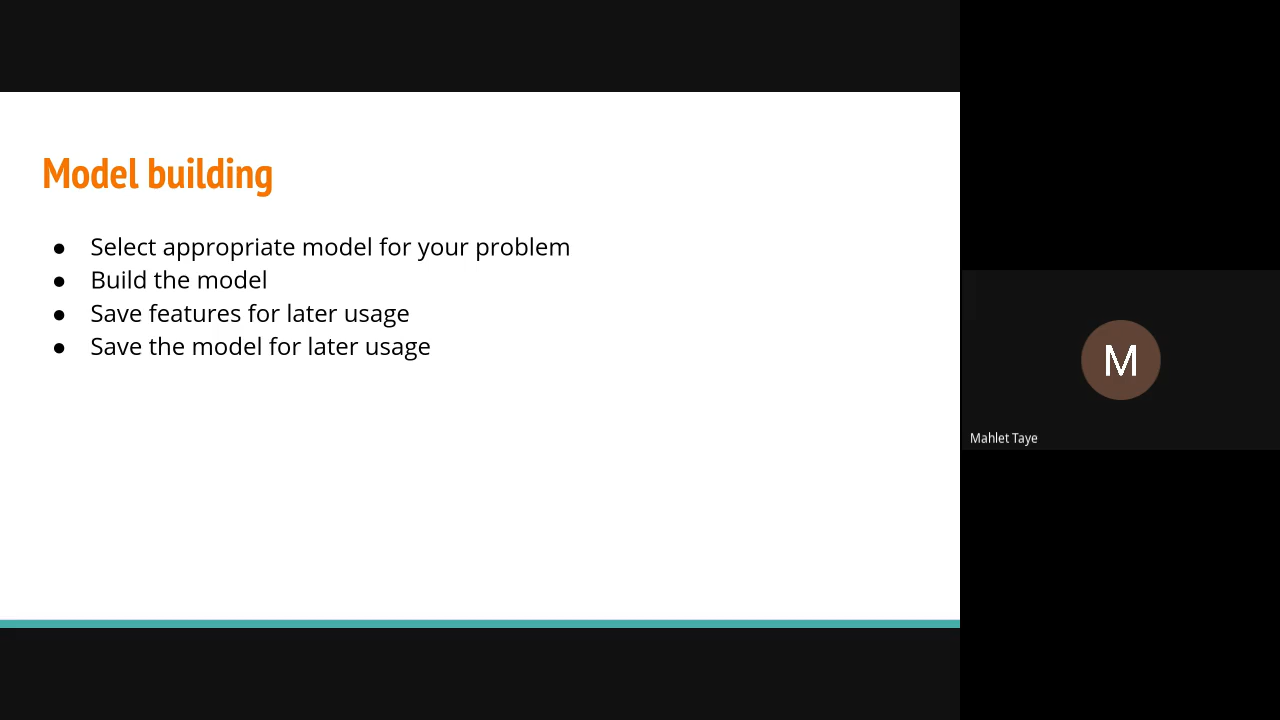 Model building
● Select appropriate model for your problem
● Build the model
● Save features for later usage
● Save the model for later usage
M
Mahlet Taye